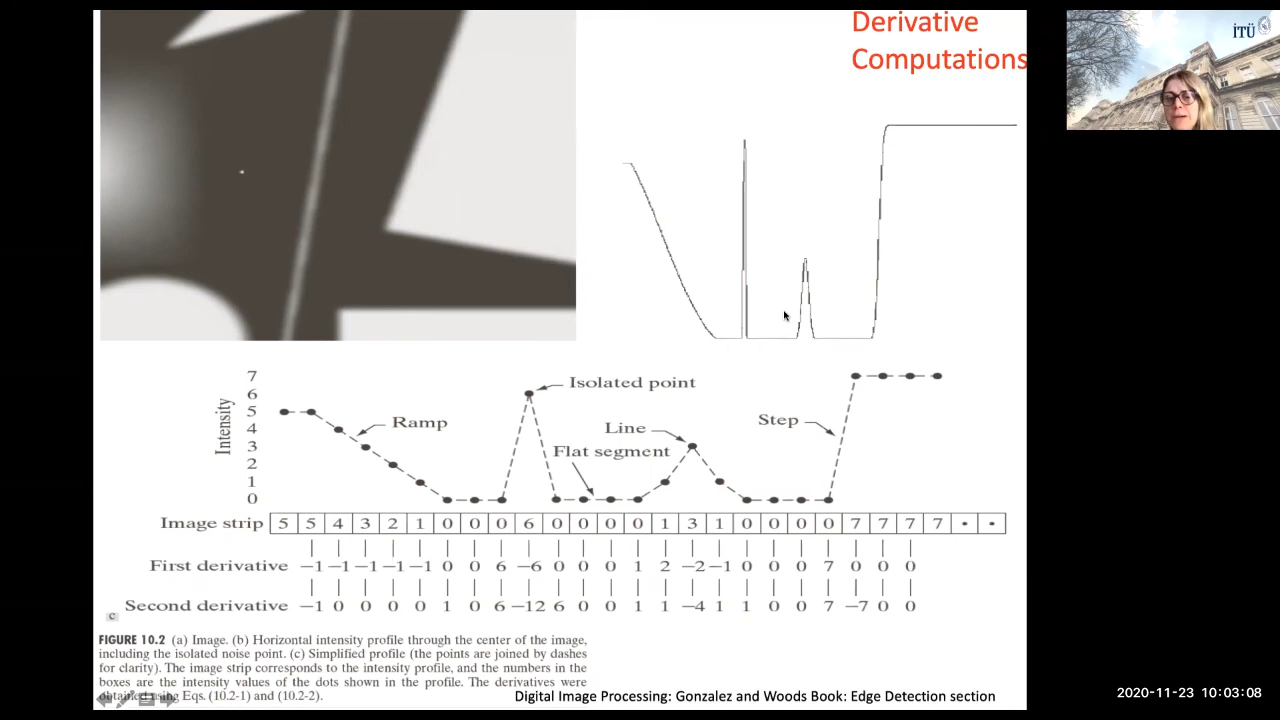 Derivative
Computations
İTÜ
7
6
5
4
3
2
1
0
Intensity
Ramp
Isolated point
Line
Flat segment
Step
Image strip 5 5 4 3 2 1 0 0 0 6 0 0 0 0 1 3 1 0 0 0 0 7 7 7 7 • •
First derivative −1 −1 −1 −1 −1 0 0 6 −6 0 0 0 1 2 −2 −1 0 0 0 7 0 0 0
Second derivative −1 0 0 0 0 1 0 6 −12 6 0 0 1 1 −4 1 1 0 0 7 −7 0 0
c
FIGURE 10.2 (a) Image. (b) Horizontal intensity profile through the center of the image,
including the isolated noise point. (c) Simplified profile (the points are joined by dashes
for clarity). The image strip corresponds to the intensity profile, and the numbers in the
boxes are the intensity values of the dots shown in the profile. The derivatives were
obtained using Eqs. (10.2-1) and (10.2-2).
Digital Image Processing: Gonzalez and Woods Book: Edge Detection section
2020-11-23 10:03:08